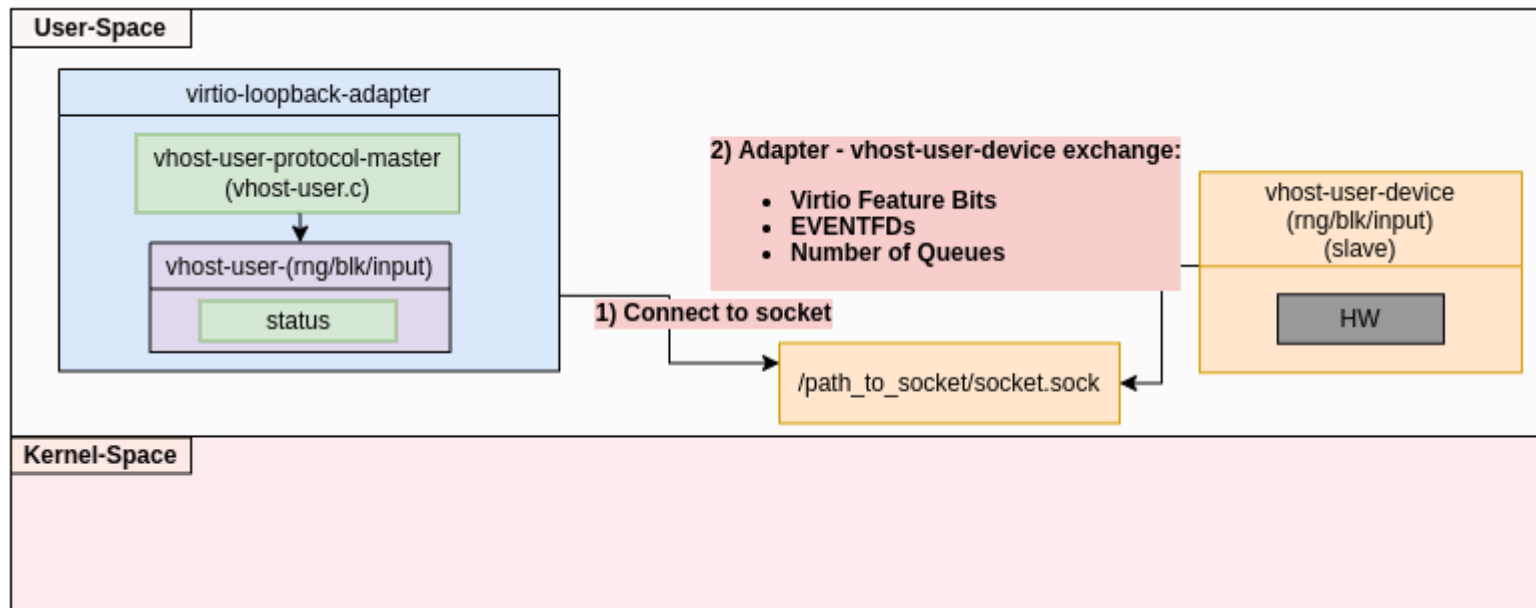 User-Space
virtio-loopback-adapter
vhost-user-protocol-master
(vhost-user.c)
vhost-user-(rng/blk/input)
status
1) Connect to socket
2) Adapter - vhost-user-device exchange:
• Virtio Feature Bits
• EVENTFDs
• Number of Queues
/path_to_socket/socket.sock
vhost-user-device
(rng/blk/input)
(slave)
HW
Kernel-Space